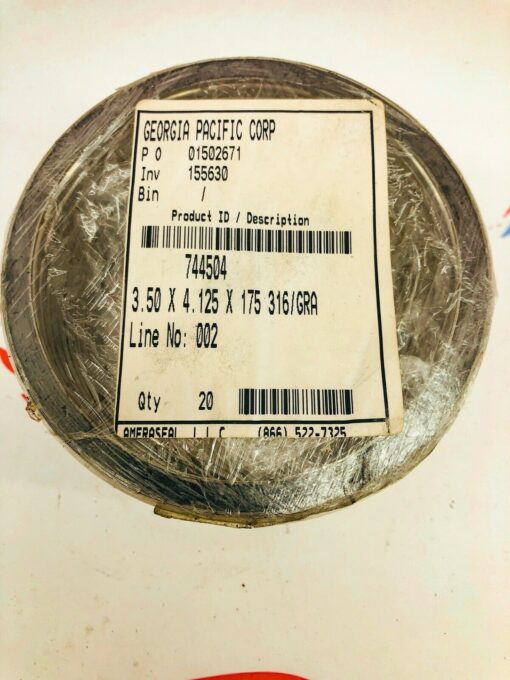 GEORGIA PACIFIC CORP
P O 01502671
Inv 155630
Bin /
Product ID / Description
744504
3.50 X 4.125 X 175 316/GRA
Line No: 002
Qty 20
AMERASEAL L L C (866) 522-7325